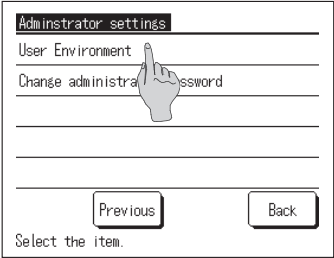 Adminstrator settings
User Environment
Change administra ssword
Previous
Back
Select the item.